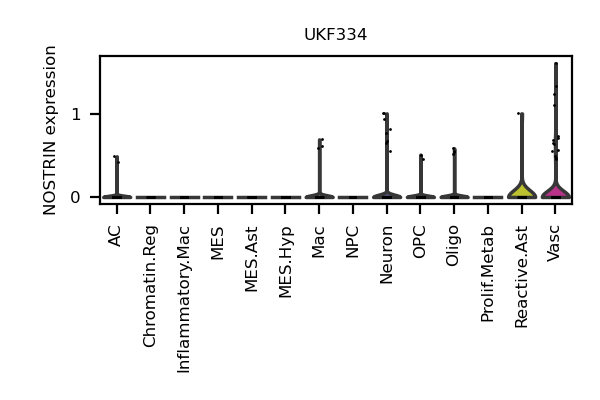 UKF334
NOSTRIN expression
1
0
AC
Chromatin.Reg
Inflammatory.Mac
MES
MES.Ast
MES.Hyp
Mac
NPC
Neuron
OPC
Oligo
Prolif.Metab
Reactive.Ast
Vasc